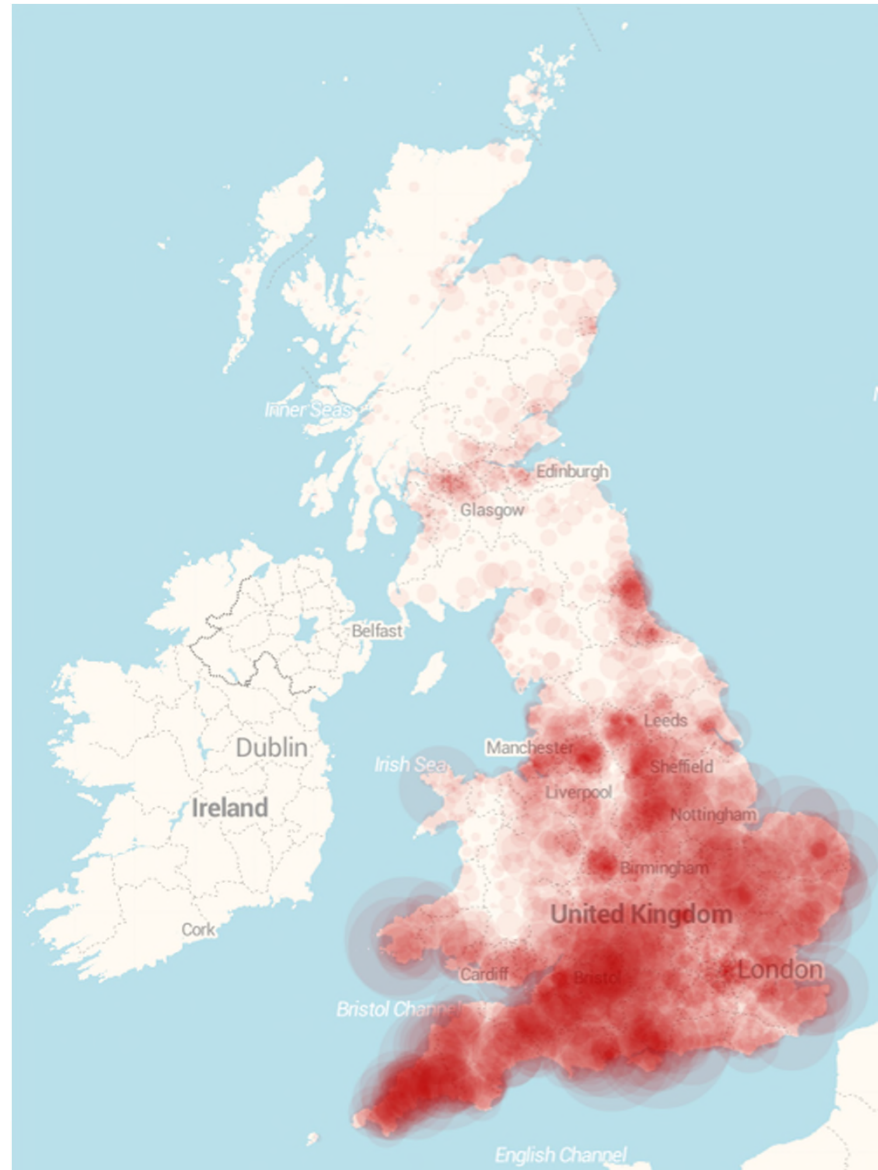 Inner Seas
Edinburgh
Glasgow
Belfast
Leeds
Dublin
Manchester
Irish Sea
Sheffield
Liverpool
Ireland
Nottingham
Birmingham
United Kingdom
Cork
London
Cardiff
Bristol
Bristol Channel
English Channel